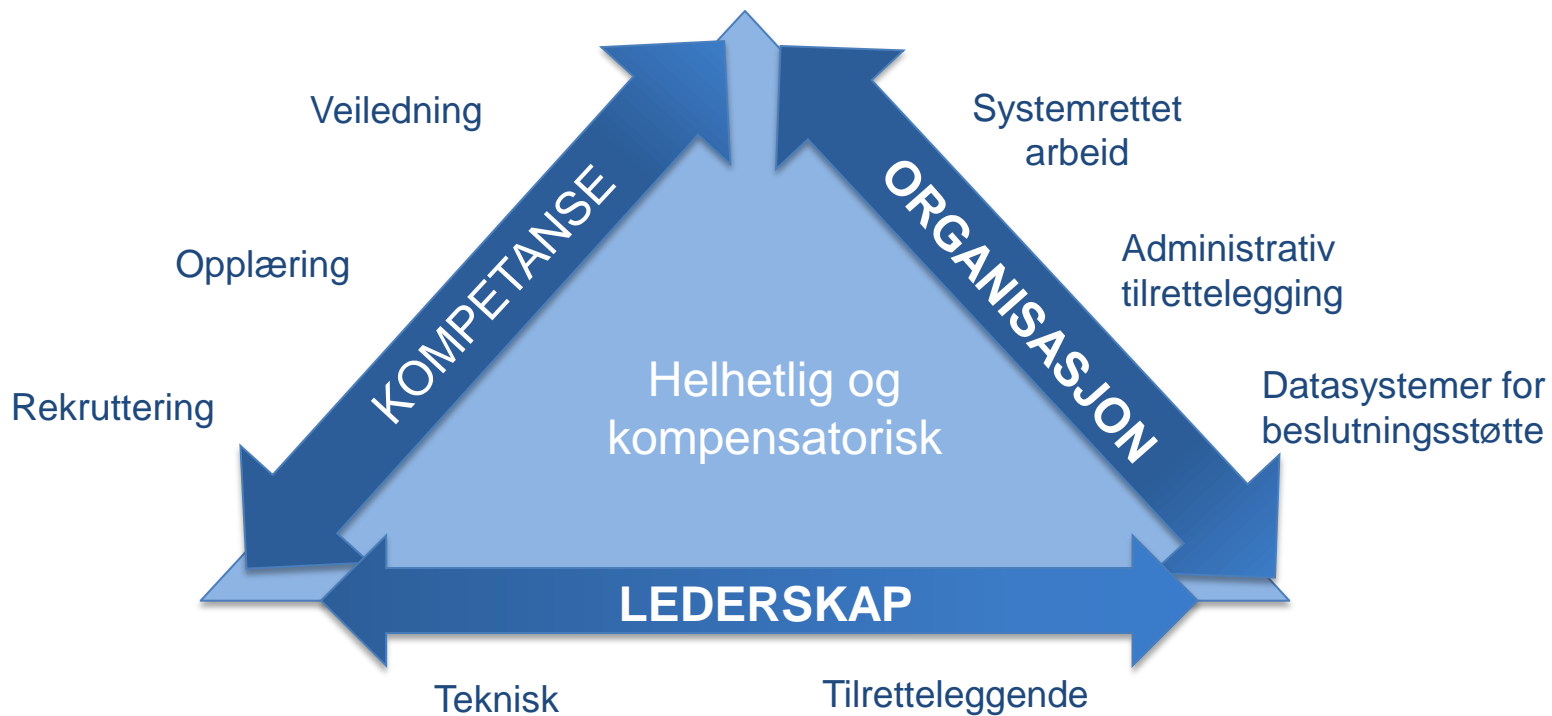 Veiledning
Opplæring
Rekruttering
KOMPETANSE
Systemrettet
arbeid
Administrativ
tilrettelegging
Datasystemer for
beslutningsstøtte
ORGANISASJON
Helhetlig og
kompensatorisk
LEDERSKAP
Teknisk
Tilretteleggende